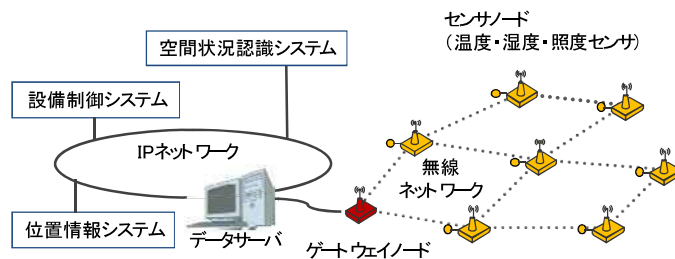 空間状況認識システム
設備制御システム
IPネットワーク
位置情報システム
データサーバ
ゲートウェイノード
無線
ネットワーク
センサノード
(温度・湿度・照度センサ)